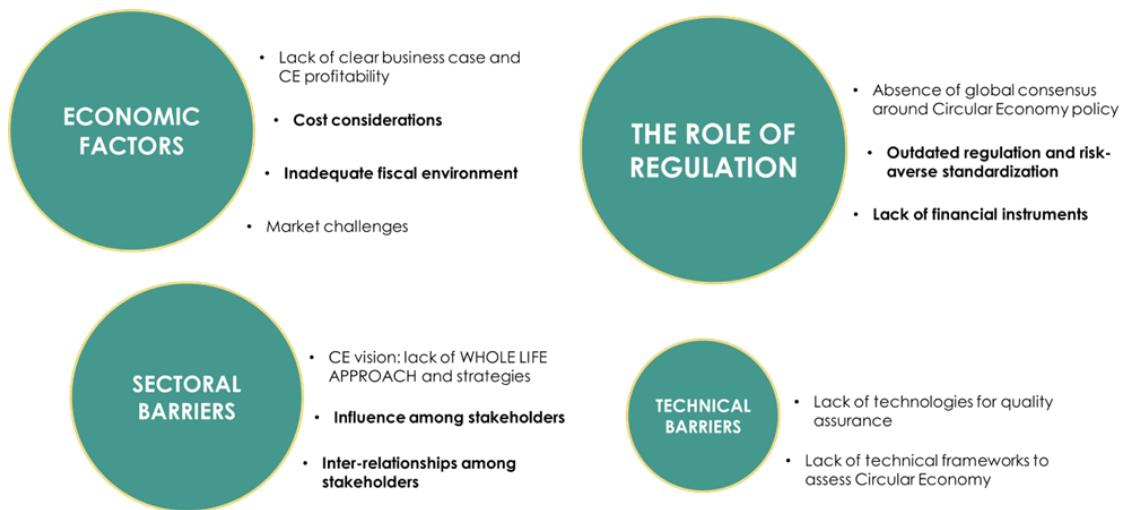 ECONOMIC
FACTORS
• Lack of clear business case and
CE profitability
• Cost considerations
• Inadequate fiscal environment
• Market challenges
THE ROLE OF
REGULATION
• Absence of global consensus
around Circular Economy policy
• Outdated regulation and risk-
averse standardization
• Lack of financial instruments
SECTORAL
BARRIERS
• CE vision: lack of WHOLE LIFE
APPROACH and strategies
• Influence among stakeholders
• Inter-relationships among
stakeholders
TECHNICAL
BARRIERS
• Lack of technologies for quality
assurance
• Lack of technical frameworks to
assess Circular Economy